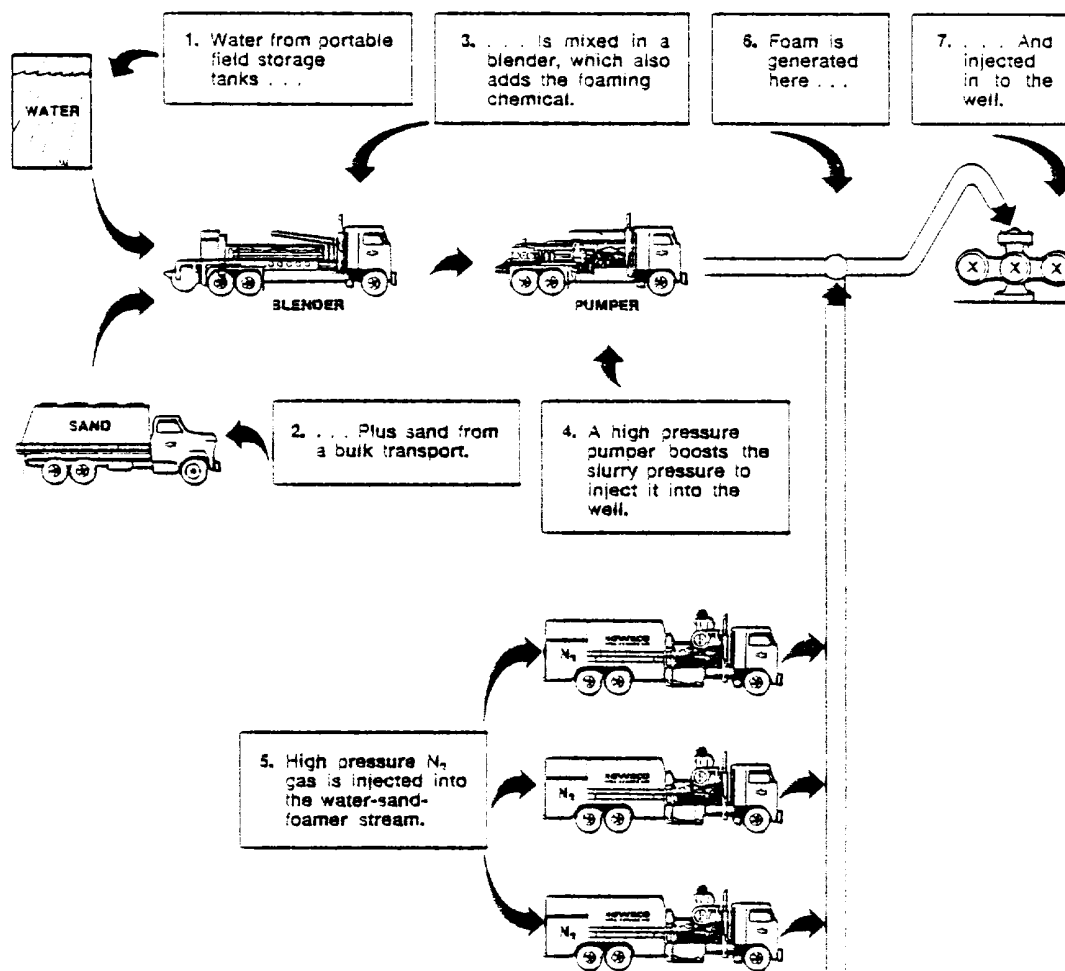 1. Water from portable
field storage
tanks . . .
3. . . . Is mixed in a
blender, which also
adds the foaming
chemical.
6. Foam is
generated
here . . .
7. . . . And
injected
in to the
well.
WATER
BLENDER
PUMPER
SAND
2. . . . Plus sand from
a bulk transport.
4. A high pressure
pumper boosts the
slurry pressure to
inject it into the
well.
5. High pressure N₂
gas is injected into
the water-sand-
foamer stream.
N₂
NOWSCO
N₂
NOWSCO
N₂
NOWSCO